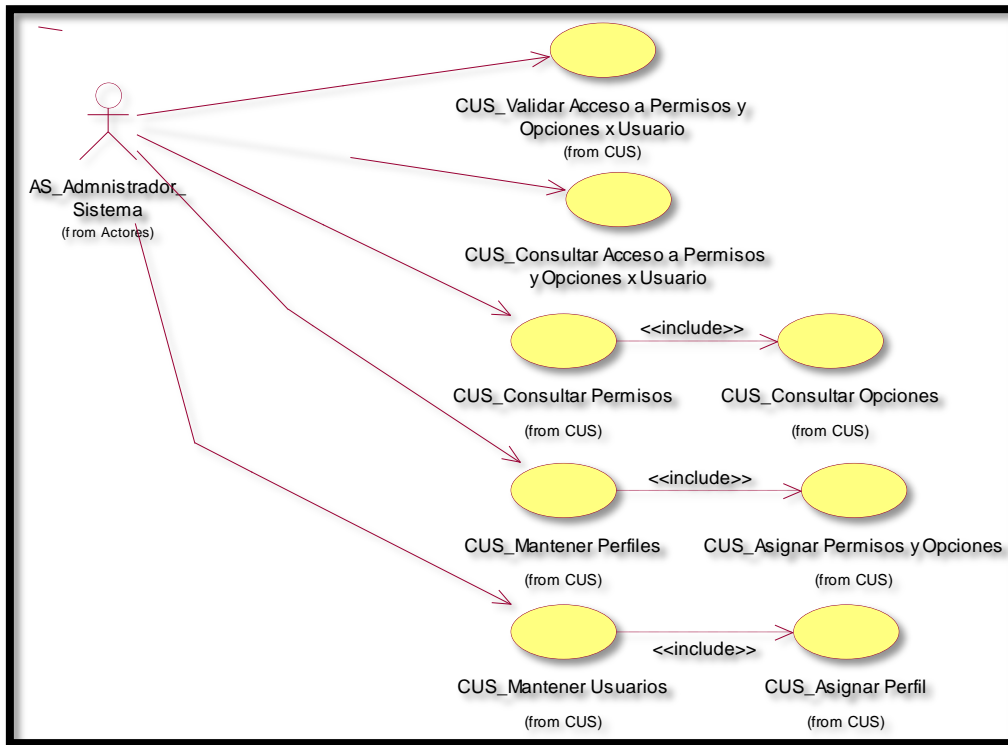 CUS_Validar Acceso a Permisos y
Opciones x Usuario
(from CUS)
AS_Admnistrador_
Sistema
(from Actores)
CUS_Consultar Acceso a Permisos
y Opciones x Usuario
<<include>>
CUS_Consultar Permisos
(from CUS)
CUS_Consultar Opciones
(from CUS)
<<include>>
CUS_Mantener Perfiles
(from CUS)
CUS_Asignar Permisos y Opciones
(from CUS)
<<include>>
CUS_Mantener Usuarios
(from CUS)
CUS_Asignar Perfil
(from CUS)